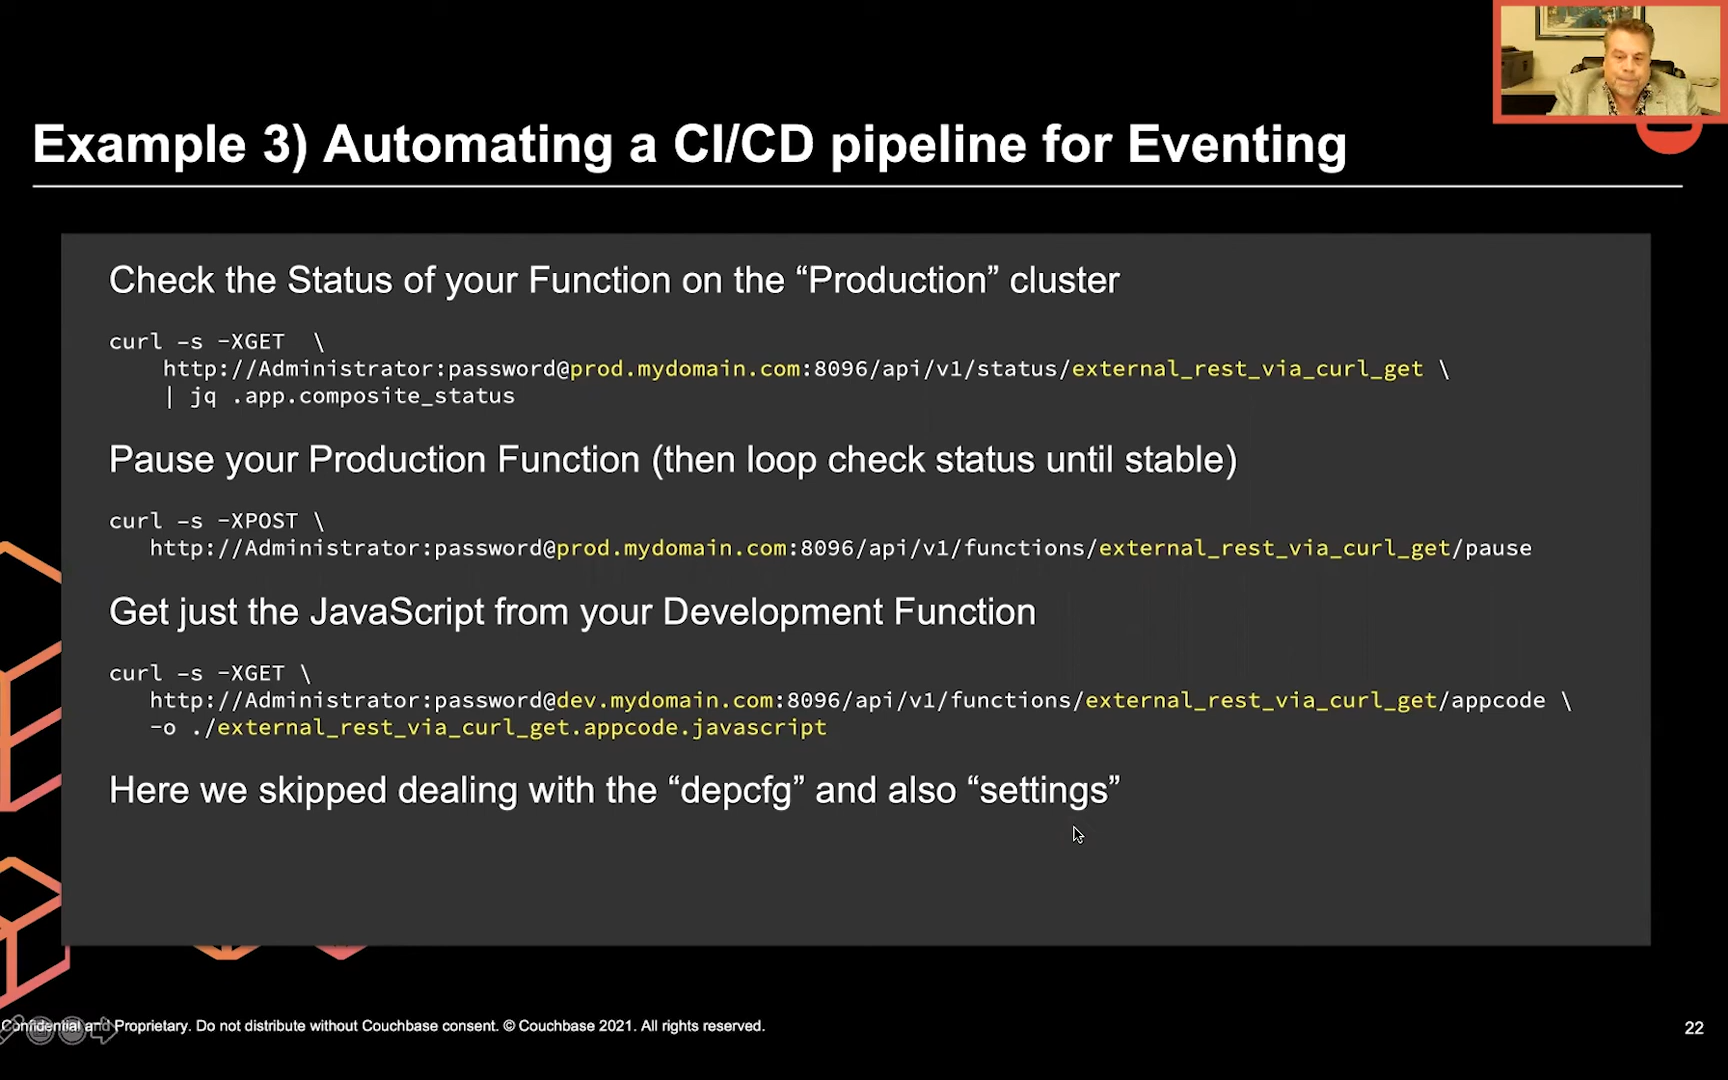 Example 3) Automating a CI/CD pipeline for Eventing
Check the Status of your Function on the “Production” cluster
curl –s -XGET  \
http://Administrator:password@prod.mydomain.com:8096/api/v1/status/external_rest_via_curl_get \
| jq .app.composite_status
Pause your Production Function (then loop check status until stable)
curl –s -XPOST \
http://Administrator:password@prod.mydomain.com:8096/api/v1/functions/external_rest_via_curl_get/pause
Get just the JavaScript from your Development Function
curl –s -XGET \
http://Administrator:password@dev.mydomain.com:8096/api/v1/functions/external_rest_via_curl_get/appcode \
-o ./external_rest_via_curl_get.appcode.javascript
Here we skipped dealing with the “depcfg” and also “settings”
Confidential and Proprietary. Do not distribute without Couchbase consent. © Couchbase 2021. All rights reserved.
22